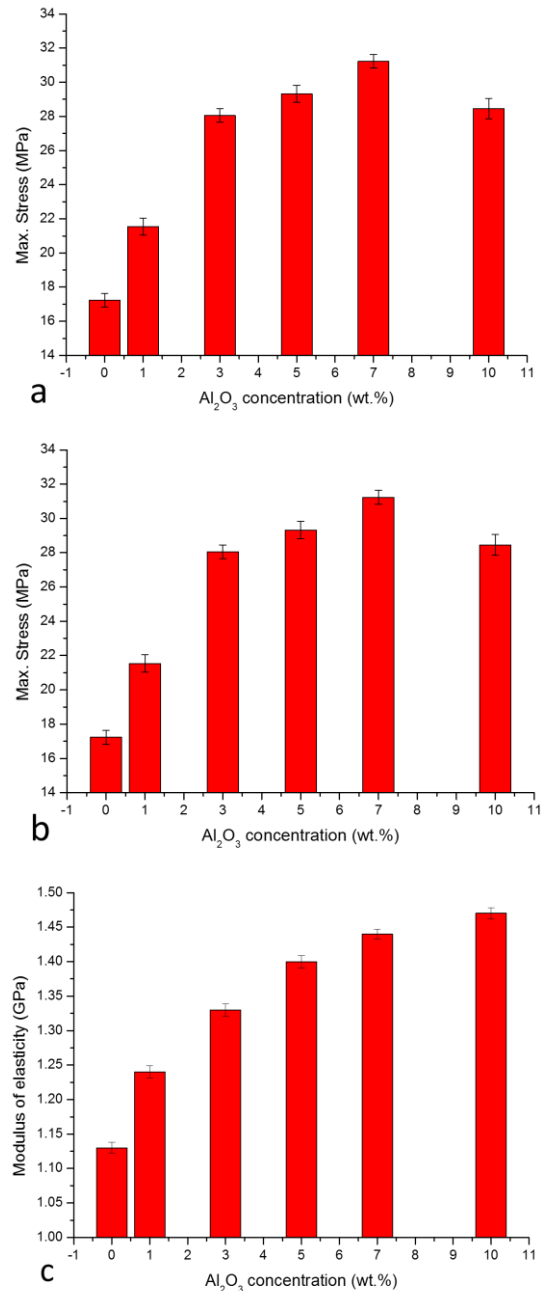 34
32
30
28
26
24
22
20
18
16
14
Max. Stress (MPa)
-1 0 1 2 3 4 5 6 7 8 9 10 11
a
Al₂O₃ concentration (wt.%)
34
32
30
28
26
24
22
20
18
16
14
Max. Stress (MPa)
-1 0 1 2 3 4 5 6 7 8 9 10 11
b
Al₂O₃ concentration (wt.%)
1.50
1.45
1.40
1.35
1.30
1.25
1.20
1.15
1.10
1.05
1.00
Modulus of elasticity (GPa)
-1 0 1 2 3 4 5 6 7 8 9 10 11
c
Al₂O₃ concentration (wt.%)